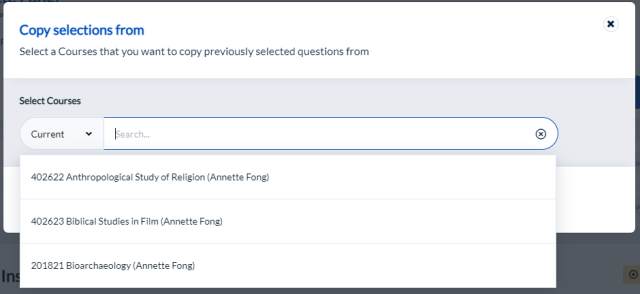 Copy selections from
Select a Courses that you want to copy previously selected questions from
Select Courses
Current
Search...
402622 Anthropological Study of Religion (Annette Fong)
402623 Biblical Studies in Film (Annette Fong)
201821 Bioarchaeology (Annette Fong)
Ins